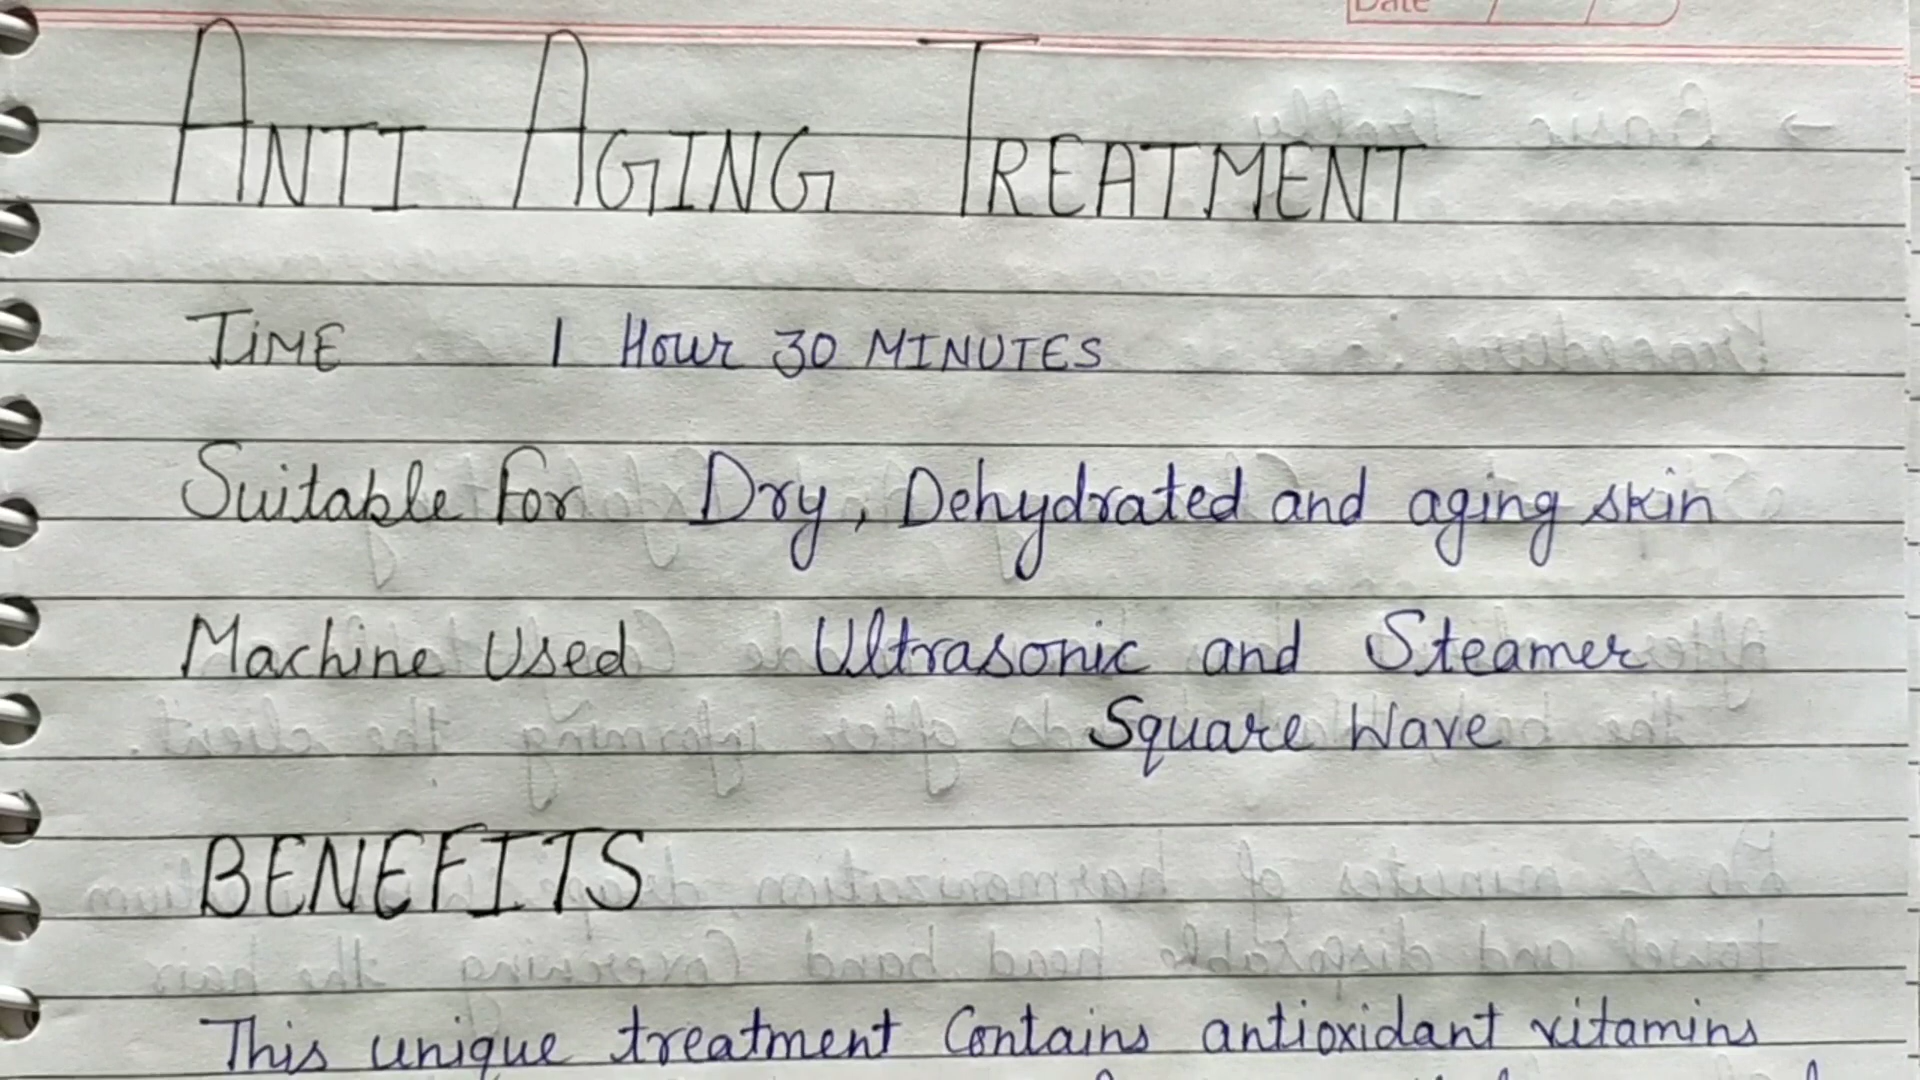 Date
ANTI AGING TREATMENT
TIME 1 Hour 30 MINUTES
Suitable for Dry, Dehydrated and aging skin
Machine Used Ultrasonic and Steamer
Square Wave
BENEFITS
This unique treatment Contains antioxidant vitamins